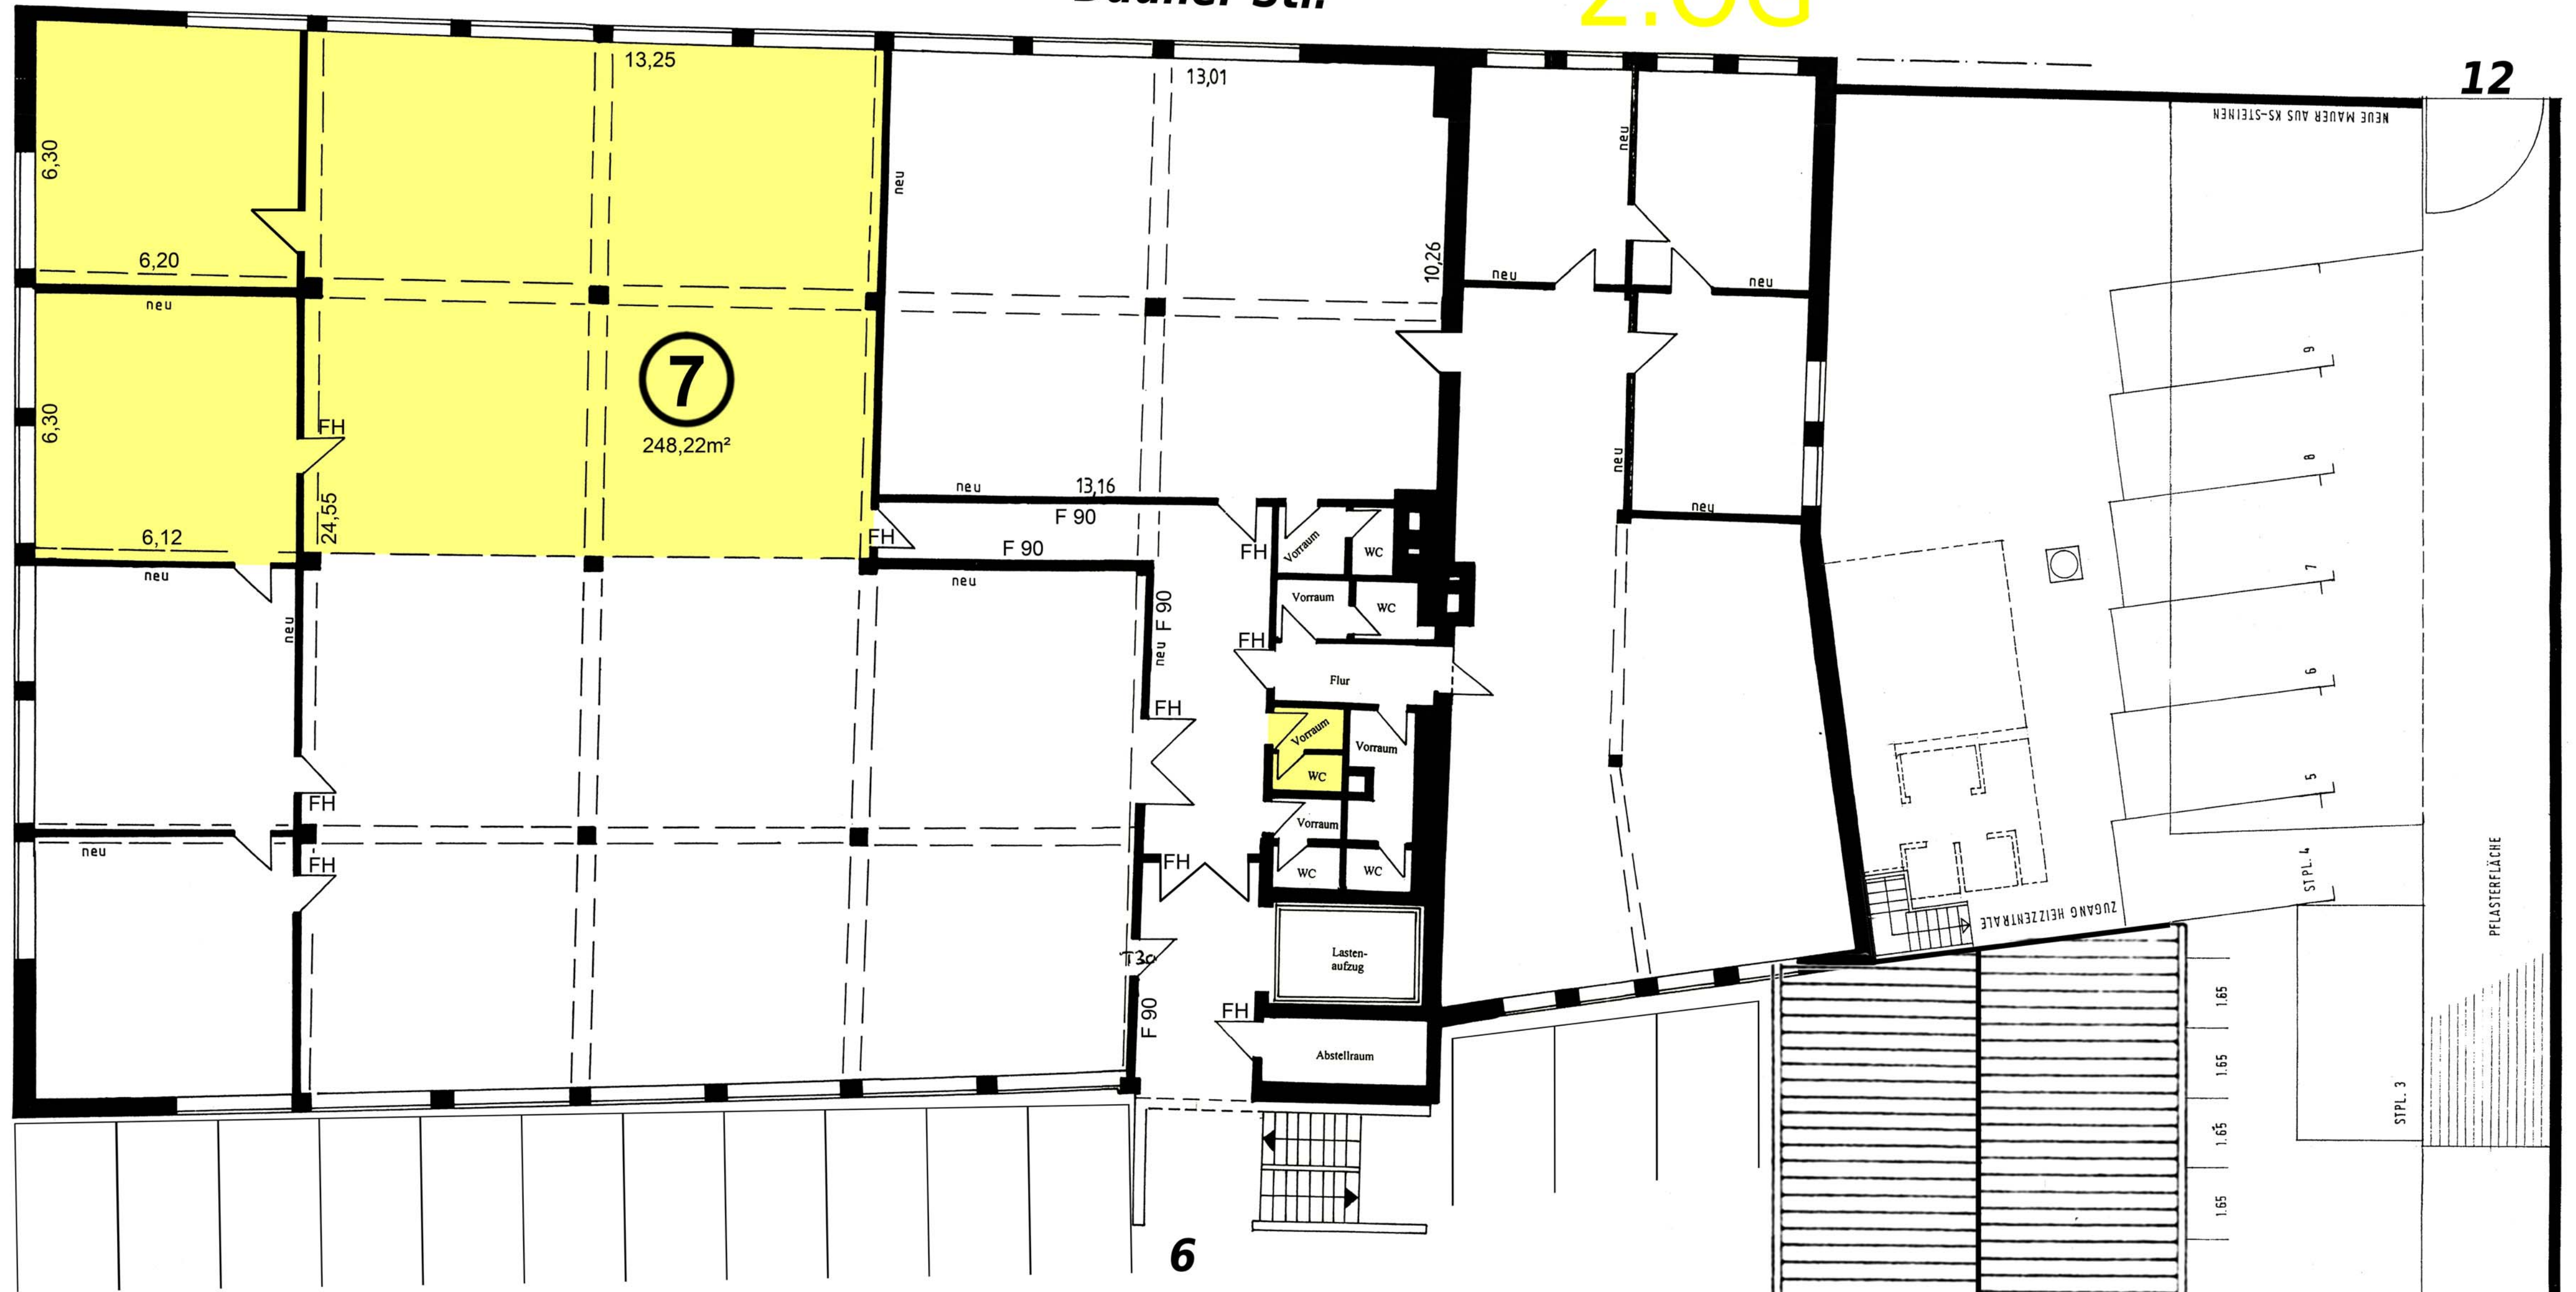 2.OG
12
13,25
13,01
NEUE MAUER AUS KS-STEINEN
neu
neu
6,30
10,26
6,20
neu
neu
neu
9
7
248,22m²
6,30
FH
neu
8
neu
13,16
24,55
F 90
neu
6,12
FH
F 90
FH
Vorraum
WC
neu
neu
7
neu
neu F 90
Vorraum
WC
FH
Flur
6
FH
Vorraum
Vorraum
WC
5
FH
Vorraum
neu
FH
FH
WC
WC
STPL. 4
PFLASTERFLÄCHE
ZUGANG HEIZZENTRALE
T30
Lasten-
aufzug
F 90
FH
Abstellraum
1.65
1.65
1.65
1.65
STPL. 3
6